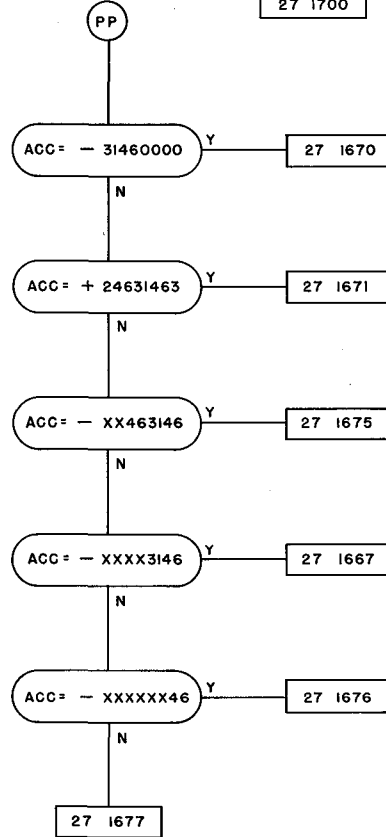 27 1700
PP
ACC= - 31460000
Y
27 1670
N
ACC= + 24631463
Y
27 1671
N
ACC= - XX463146
Y
27 1675
N
ACC= - XXXX3146
Y
27 1667
N
ACC= - XXXXXX46
Y
27 1676
N
27 1677